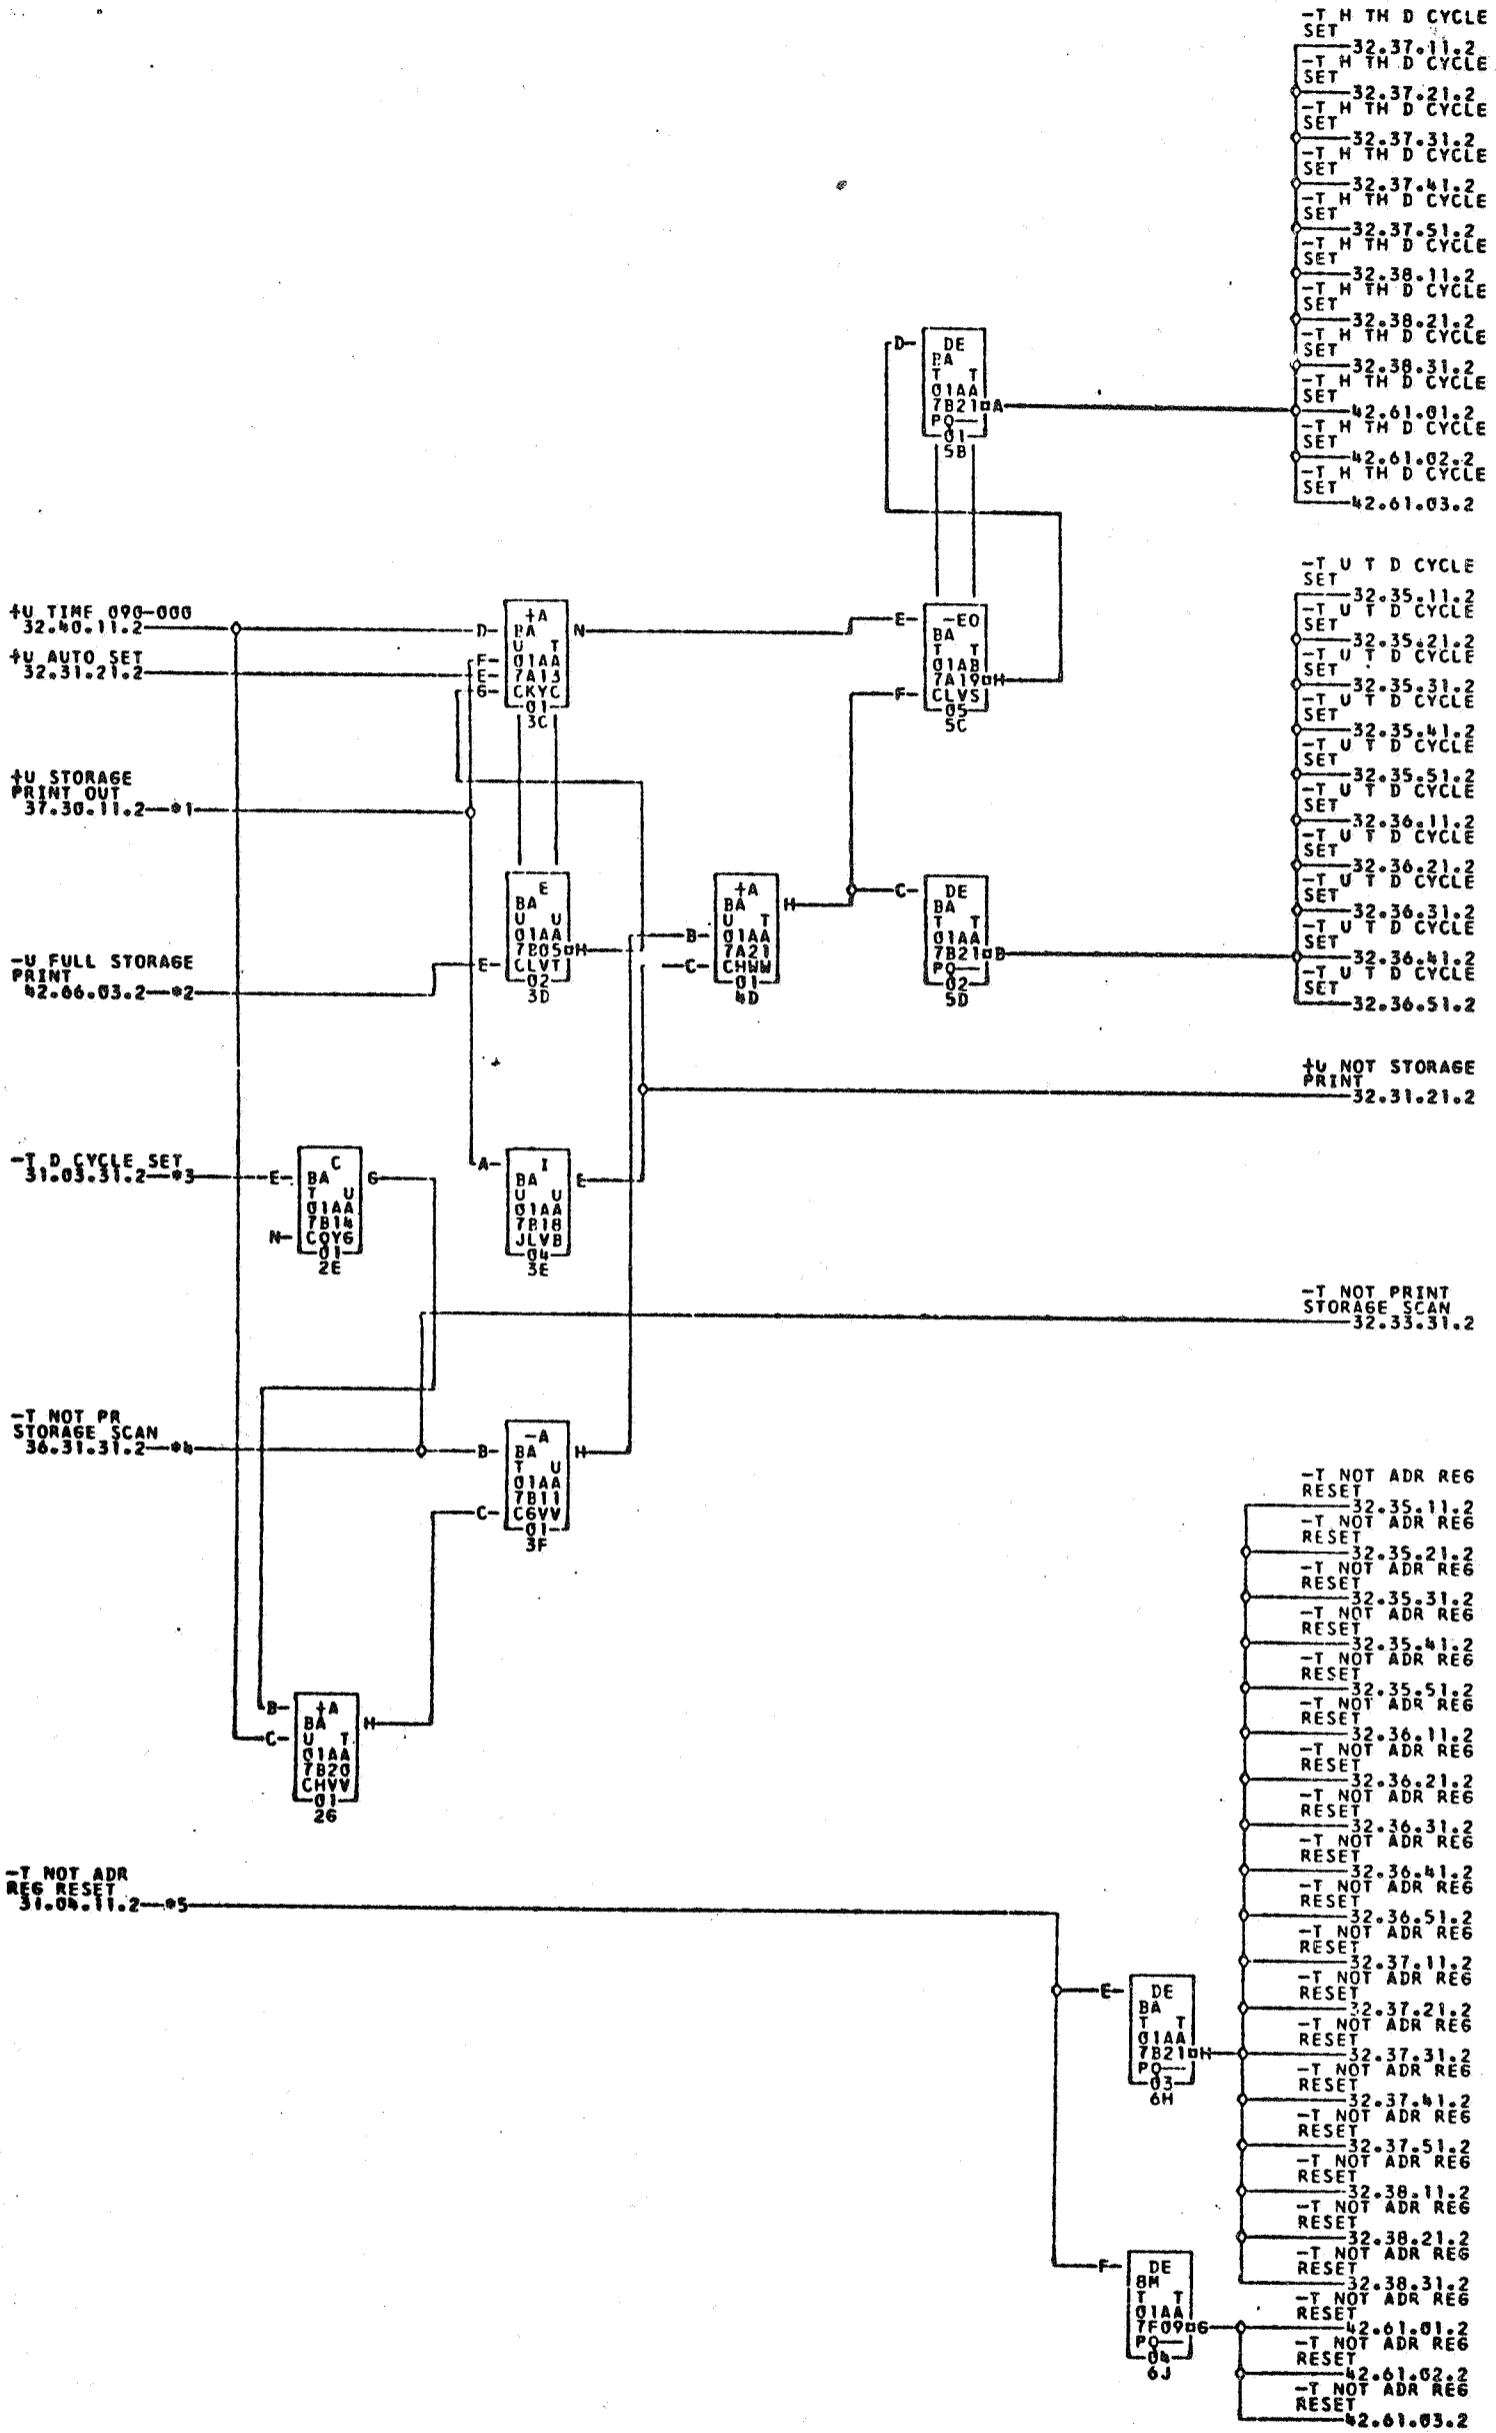 -T H TH D CYCLE
SET
32.37.11.2
-T H TH D CYCLE
SET
32.37.21.2
-T H TH D CYCLE
SET
32.37.31.2
-T H TH D CYCLE
SET
32.37.41.2
-T H TH D CYCLE
SET
32.37.51.2
-T H TH D CYCLE
SET
32.38.11.2
-T H TH D CYCLE
SET
32.38.21.2
-T H TH D CYCLE
SET
32.38.31.2
-T H TH D CYCLE
SET
42.61.01.2
-T H TH D CYCLE
SET
42.61.02.2
-T H TH D CYCLE
SET
42.61.03.2
D
DE
BA
T T
01AA
7B21 A
PQ--
01
5B
-T U T D CYCLE
SET
32.35.11.2
-T U T D CYCLE
SET
32.35.21.2
-T U T D CYCLE
SET
32.35.31.2
-T U T D CYCLE
SET
32.35.41.2
-T U T D CYCLE
SET
32.35.51.2
-T U T D CYCLE
SET
32.36.11.2
-T U T D CYCLE
SET
32.36.21.2
-T U T D CYCLE
SET
32.36.31.2
-T U T D CYCLE
SET
32.36.41.2
-T U T D CYCLE
SET
32.36.51.2
+U TIME 090-000
32.40.11.2
+U AUTO SET
32.31.21.2
D
F
E
G
+A
BA N
U T
01AA
7A13
CKYC
01
3C
E
F
-EO
BA
T T
01AB
7A19 H
CLVS
05
5C
+U STORAGE
PRINT OUT
37.30.11.2 *1
-U FULL STORAGE
PRINT
42.66.03.2 *2
E
E
BA
U U
01AA
7B05 H
CLVT
02
3D
B
C
+A
BA H
U T
01AA
7A21
CHWW
01
4D
C
DE
BA
T T
01AA
7B21 B
PQ--
02
5D
+U NOT STORAGE
PRINT
32.31.21.2
-T D CYCLE SET
31.03.31.2 *3
E
N
C
BA G
T U
01AA
7B14
CQYG
01
2E
A
I
BA E
U U
01AA
7B18
JLVB
04
3E
-T NOT PRINT
STORAGE SCAN
32.33.31.2
-T NOT PR
STORAGE SCAN
36.31.31.2 *4
B
C
-A
BA H
T U
01AA
7B11
CGVV
01
3F
B
C
+A
BA H
U T
01AA
7B20
CHVV
01
2G
-T NOT ADR
REG RESET
31.04.11.2 *5
E
DE
BA
T T
01AA
7B21 H
PQ--
03
6H
F
DE
8M
T T
01AA
7F09 G
PQ--
04
6J
-T NOT ADR REG
RESET
32.35.11.2
-T NOT ADR REG
RESET
32.35.21.2
-T NOT ADR REG
RESET
32.35.31.2
-T NOT ADR REG
RESET
32.35.41.2
-T NOT ADR REG
RESET
32.35.51.2
-T NOT ADR REG
RESET
32.36.11.2
-T NOT ADR REG
RESET
32.36.21.2
-T NOT ADR REG
RESET
32.36.31.2
-T NOT ADR REG
RESET
32.36.41.2
-T NOT ADR REG
RESET
32.36.51.2
-T NOT ADR REG
RESET
32.37.11.2
-T NOT ADR REG
RESET
32.37.21.2
-T NOT ADR REG
RESET
32.37.31.2
-T NOT ADR REG
RESET
32.37.41.2
-T NOT ADR REG
RESET
32.37.51.2
-T NOT ADR REG
RESET
32.38.11.2
-T NOT ADR REG
RESET
32.38.21.2
-T NOT ADR REG
RESET
32.38.31.2
-T NOT ADR REG
RESET
42.61.01.2
-T NOT ADR REG
RESET
42.61.02.2
-T NOT ADR REG
RESET
42.61.03.2